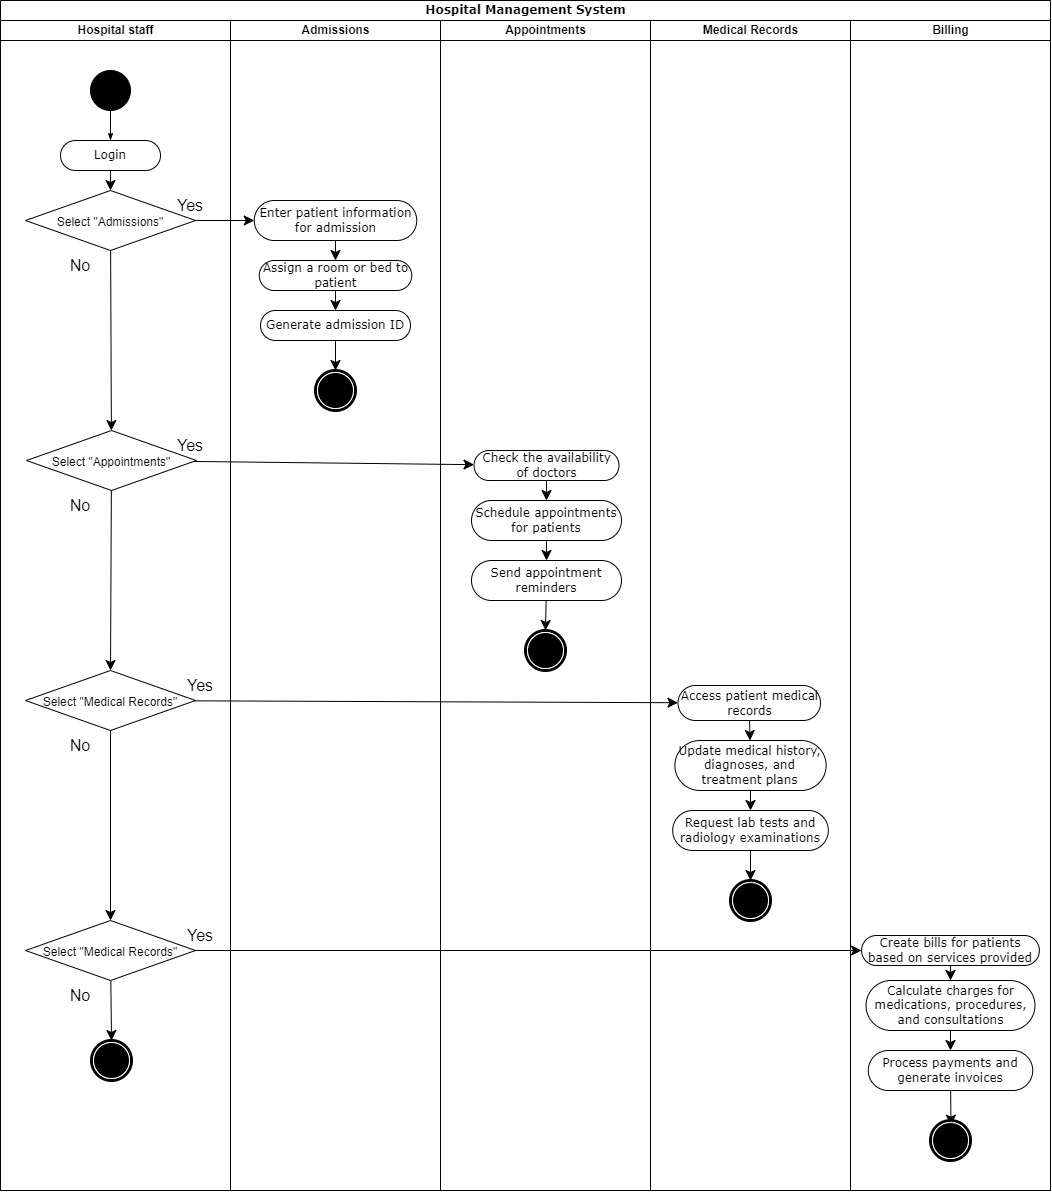 Hospital Management System
Hospital staff
Admissions
Appointments
Medical Records
Billing
Login
Select "Admissions"
Yes
No
Enter patient information
for admission
Assign a room or bed to
patient
Generate admission ID
Select "Appointments"
Yes
No
Check the availability
of doctors
Schedule appointments
for patients
Send appointment
reminders
Select "Medical Records"
Yes
No
Access patient medical
records
Update medical history,
diagnoses, and
treatment plans
Request lab tests and
radiology examinations
Select "Medical Records"
Yes
No
Create bills for patients
based on services provided
Calculate charges for
medications, procedures,
and consultations
Process payments and
generate invoices